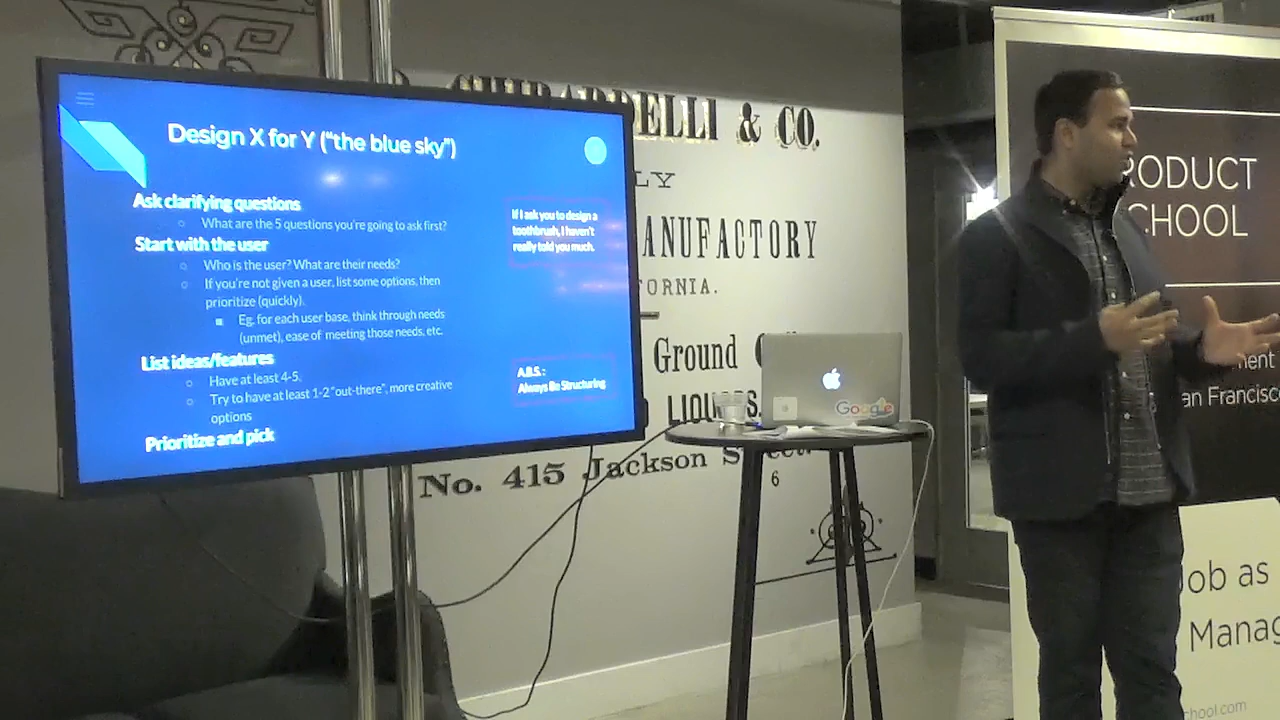 Design X for Y ("the blue sky")
Ask clarifying questions
What are the 5 questions you're going to ask first?
Start with the user
Who is the user? What are their needs?
If you're not given a user, list some options, then
prioritize (quickly).
Eg. for each user base, think through needs
(unmet), ease of meeting those needs, etc.
List ideas/features
Have at least 4-5.
Try to have at least 1-2 "out-there", more creative
options
Prioritize and pick
If I ask you to design a
toothbrush, I haven't
really told you much.
A.B.S.:
Always Be Structuring
& CO.
LY
ANUFACTORY
FORNIA.
Ground
LIQU
No. 415 Jackson
6
Google
RODUCT
CHOOL
ment
an Francisco
Job as
Manag
chool.com